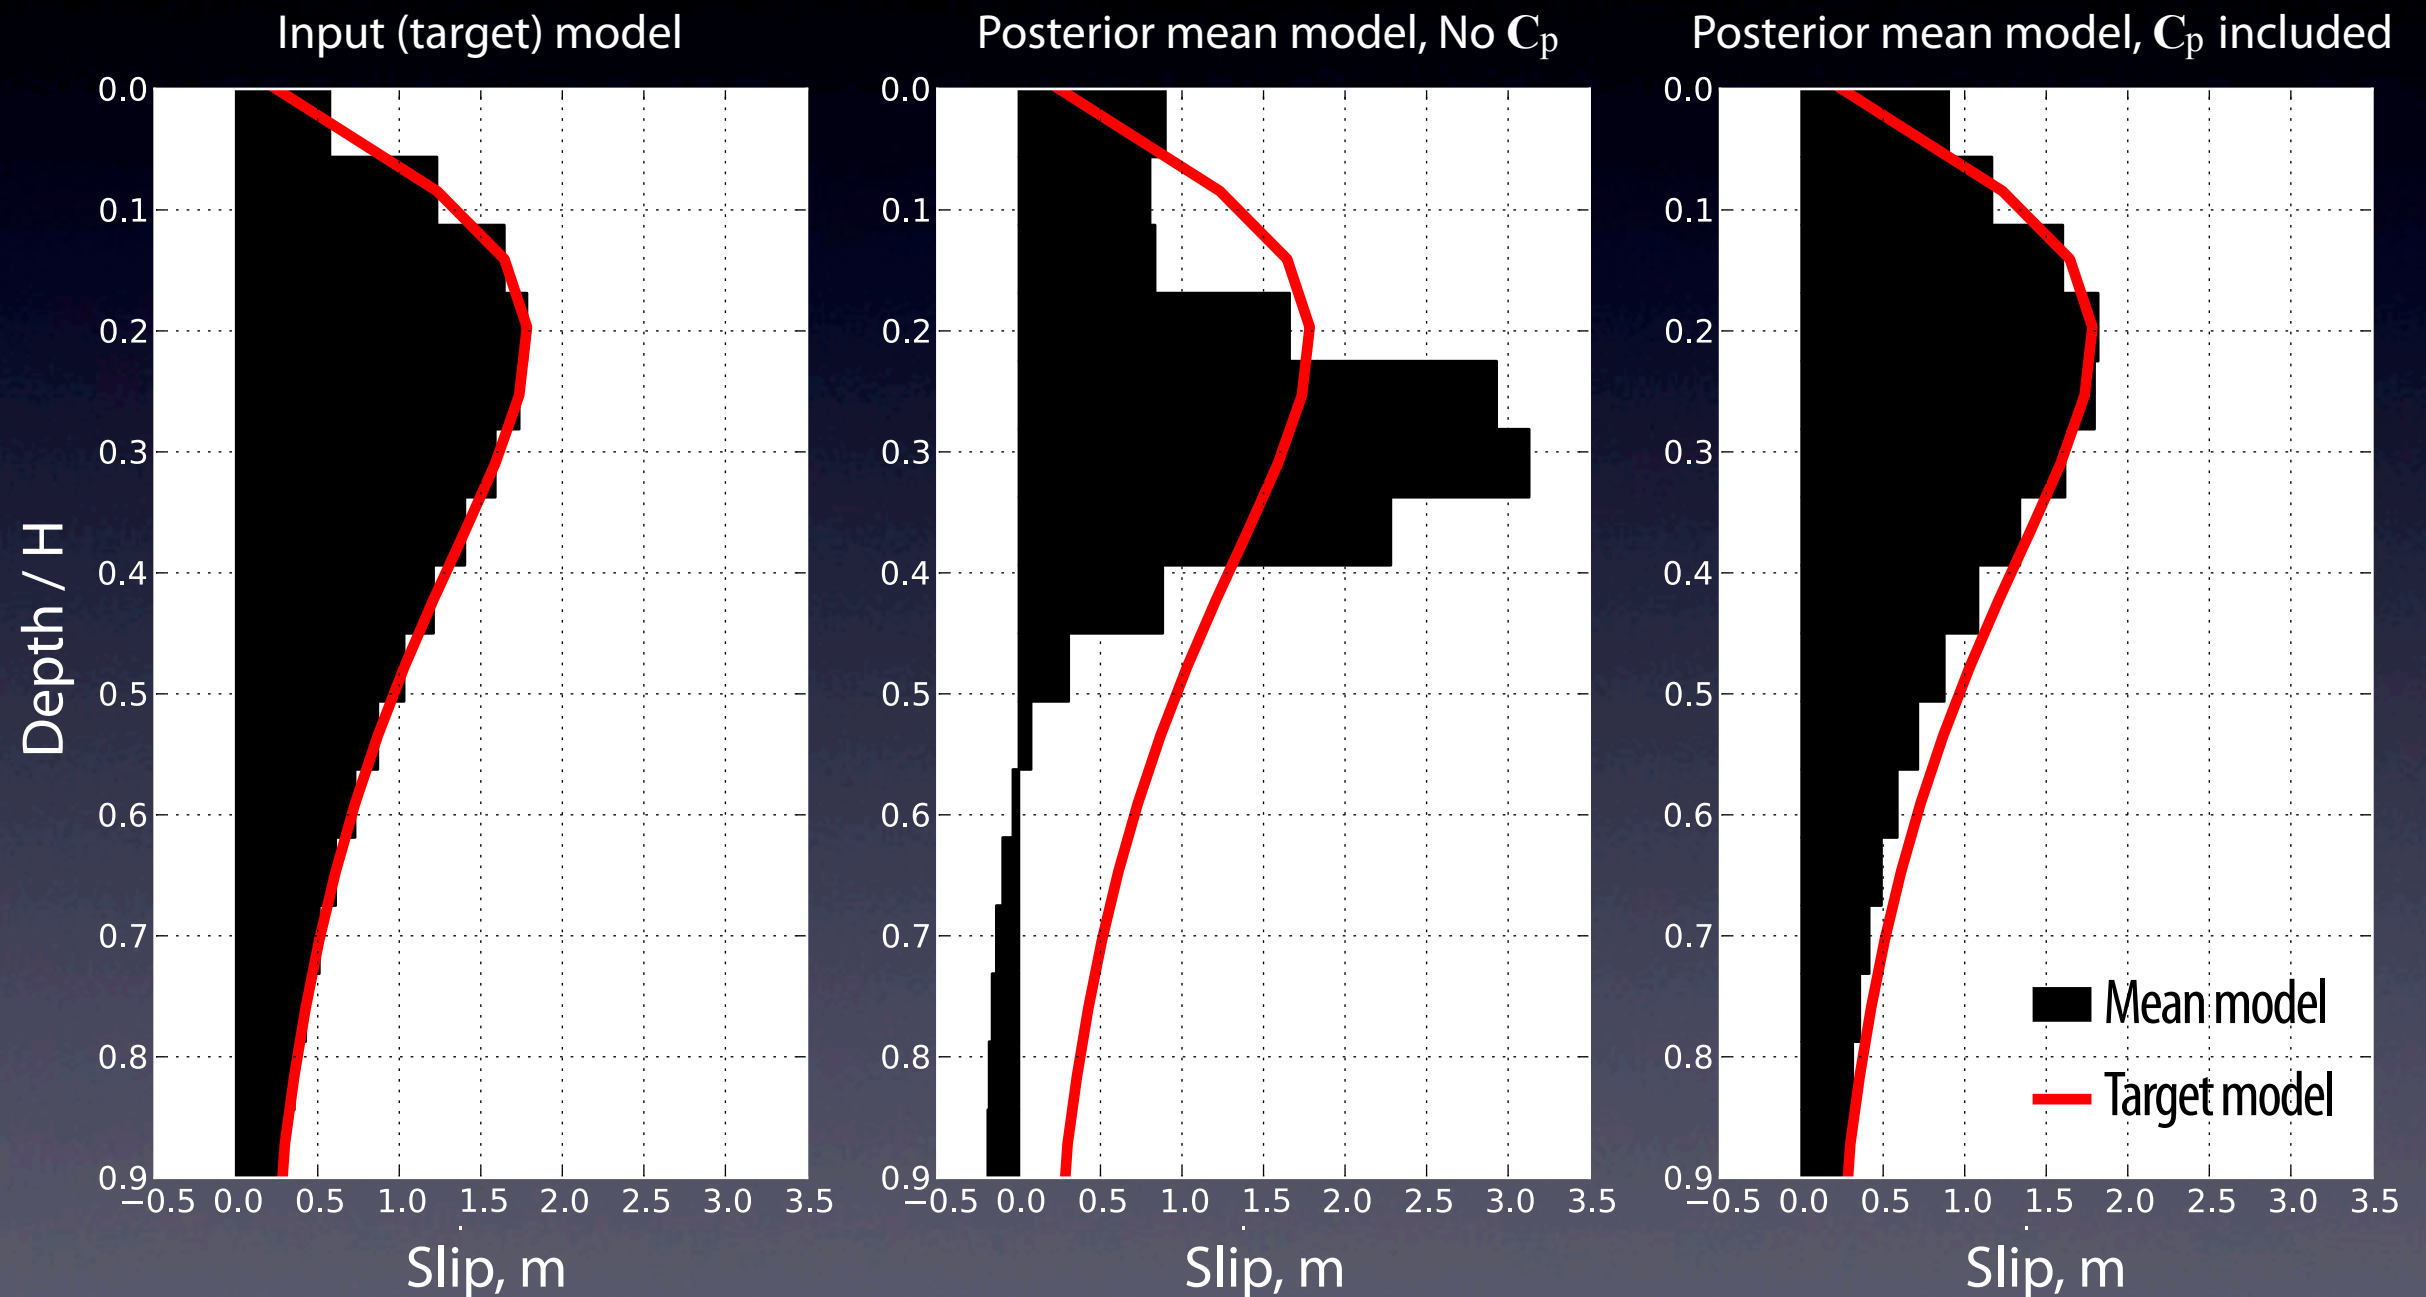 Input (target) model
Posterior mean model, No Cp
Posterior mean model, Cp included
Depth / H
0.0
0.1
0.2
0.3
0.4
0.5
0.6
0.7
0.8
0.9
−0.5 0.0 0.5 1.0 1.5 2.0 2.5 3.0 3.5
Slip, m
0.0
0.1
0.2
0.3
0.4
0.5
0.6
0.7
0.8
0.9
−0.5 0.0 0.5 1.0 1.5 2.0 2.5 3.0 3.5
Slip, m
0.0
0.1
0.2
0.3
0.4
0.5
0.6
0.7
0.8
0.9
Mean model
Target model
−0.5 0.0 0.5 1.0 1.5 2.0 2.5 3.0 3.5
Slip, m